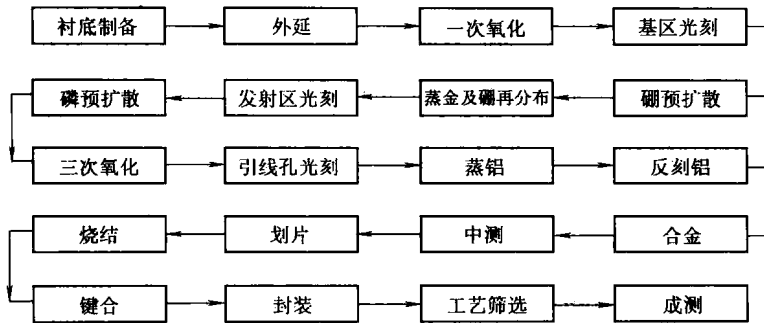 衬底制备 外延 一次氧化 基区光刻
磷预扩散 发射区光刻 蒸金及硼再分布 硼预扩散
三次氧化 引线孔光刻 蒸铝 反刻铝
烧结 划片 中测 合金
键合 封装 工艺筛选 成测